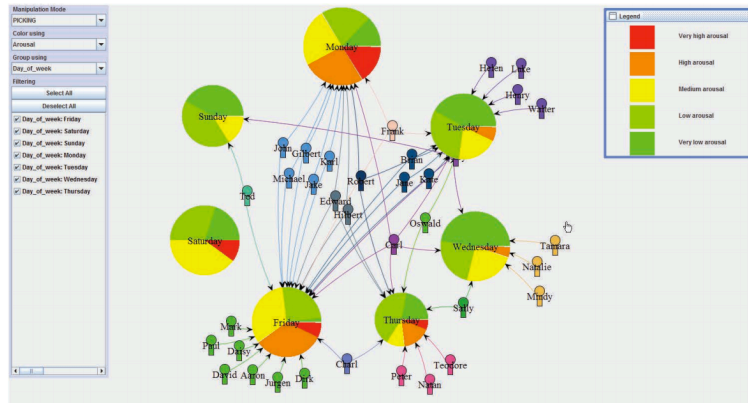 Manipulation Mode
PICKING
Color using
Arousal
Group using
Day_of_week
Filtering
Select All
Deselect All
Day_of_week: Friday
Day_of_week: Saturday
Day_of_week: Sunday
Day_of_week: Monday
Day_of_week: Tuesday
Day_of_week: Wednesday
Day_of_week: Thursday
Monday
Helen
Luke
Henry
Walter
Sunday
Frank
Tuesday
John
Gilbert
Karl
Brian
Michael
Jake
Robert
Jane
Kate
Ted
Edward
Hilbert
Oswald
Saturday
Carl
Wednesday
Tamara
Natalie
Mindy
Sally
Friday
Thursday
Mark
Paul
Daisy
David
Aaron
Jurgen
Dirk
Charl
Peter
Natan
Teodore
Legend
Very high arousal
High arousal
Medium arousal
Low arousal
Very low arousal